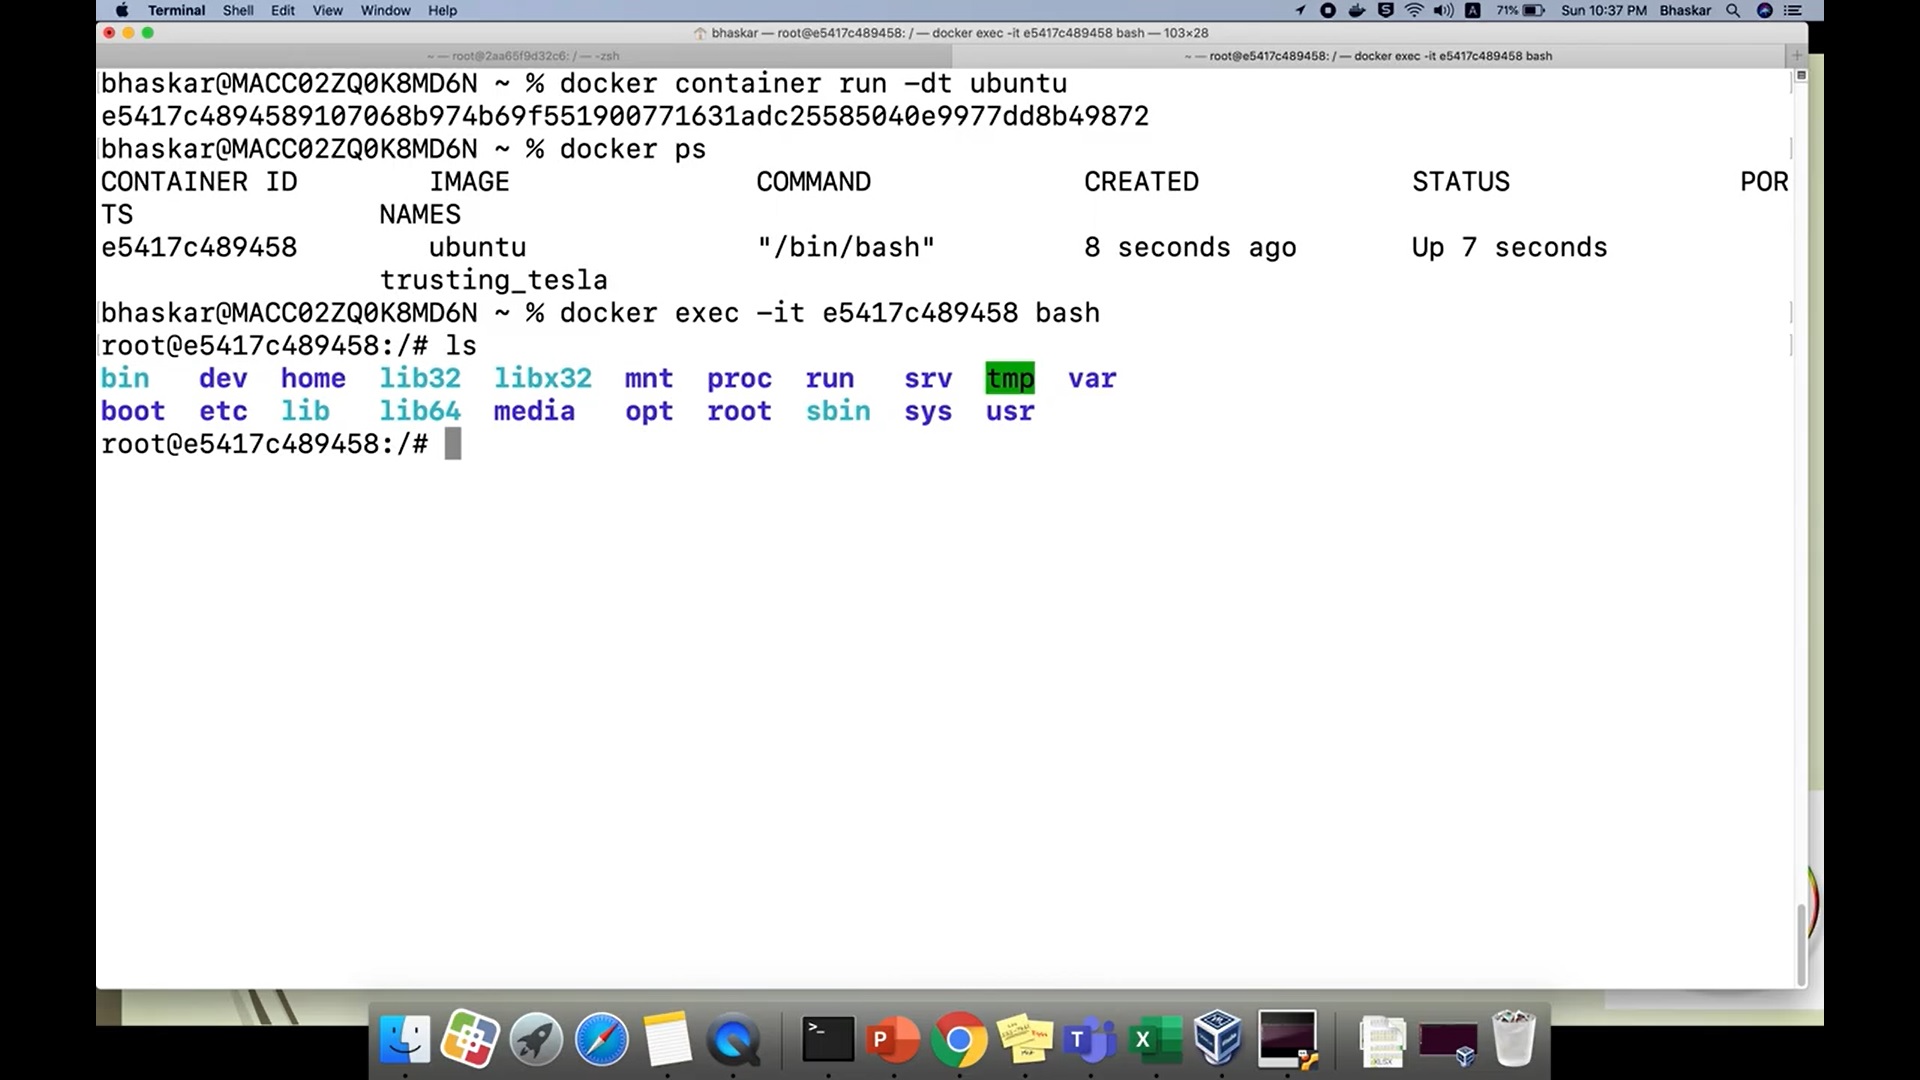 Terminal Shell Edit View Window Help 71% Sun 10:37 PM Bhaskar
bhaskar — root@e5417c489458: / — docker exec -it e5417c489458 bash — 103×28
~ — root@2aa65f9d32c6: / — -zsh
~ — root@e5417c489458: / — docker exec -it e5417c489458 bash
bhaskar@MACC02ZQ0K8MD6N ~ % docker container run -dt ubuntu
e5417c4894589107068b974b69f551900771631adc25585040e9977dd8b49872
bhaskar@MACC02ZQ0K8MD6N ~ % docker ps
CONTAINER ID IMAGE COMMAND CREATED STATUS POR
TS NAMES
e5417c489458 ubuntu "/bin/bash" 8 seconds ago Up 7 seconds
trusting_tesla
bhaskar@MACC02ZQ0K8MD6N ~ % docker exec -it e5417c489458 bash
root@e5417c489458:/# ls
bin dev home lib32 libx32 mnt proc run srv tmp var
boot etc lib lib64 media opt root sbin sys usr
root@e5417c489458:/#